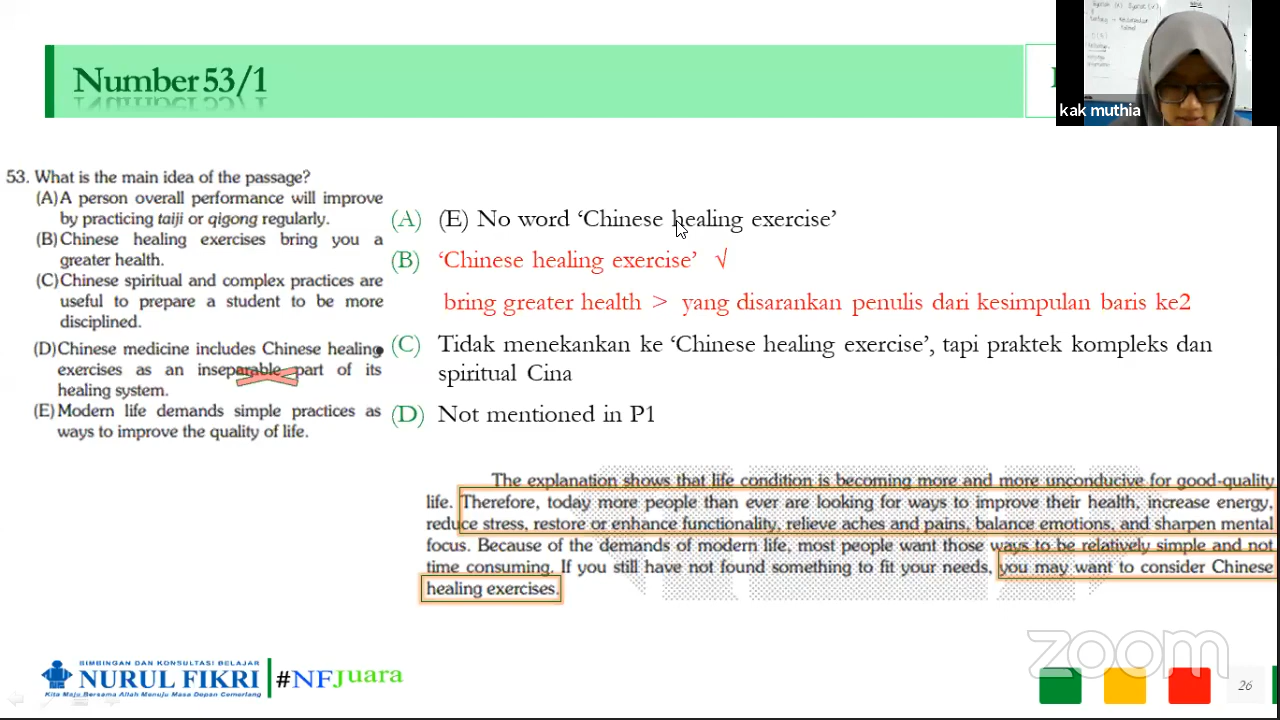 Number 53/1
kak muthia
53. What is the main idea of the passage?
(A) A person overall performance will improve
by practicing taiji or qigong regularly.
(B) Chinese healing exercises bring you a
greater health.
(C) Chinese spiritual and complex practices are
useful to prepare a student to be more
disciplined.
(D) Chinese medicine includes Chinese healing
exercises as an inseparable part of its
healing system.
(E) Modern life demands simple practices as
ways to improve the quality of life.
(A) (E) No word ‘Chinese healing exercise’
(B) ‘Chinese healing exercise’ √
bring greater health > yang disarankan penulis dari kesimpulan baris ke2
(C) Tidak menekankan ke ‘Chinese healing exercise’, tapi praktek kompleks dan
spiritual Cina
(D) Not mentioned in P1
The explanation shows that life condition is becoming more and more unconducive for good-quality
life. Therefore, today more people than ever are looking for ways to improve their health, increase energy,
reduce stress, restore or enhance functionality, relieve aches and pains, balance emotions, and sharpen mental
focus. Because of the demands of modern life, most people want those ways to be relatively simple and not
time consuming. If you still have not found something to fit your needs, you may want to consider Chinese
healing exercises.
zoom
BIMBINGAN DAN KONSULTASI BELAJAR
NURUL FIKRI
Kita Maju Bersama Allah Menuju Masa Depan Cemerlang
#NFJuara
26